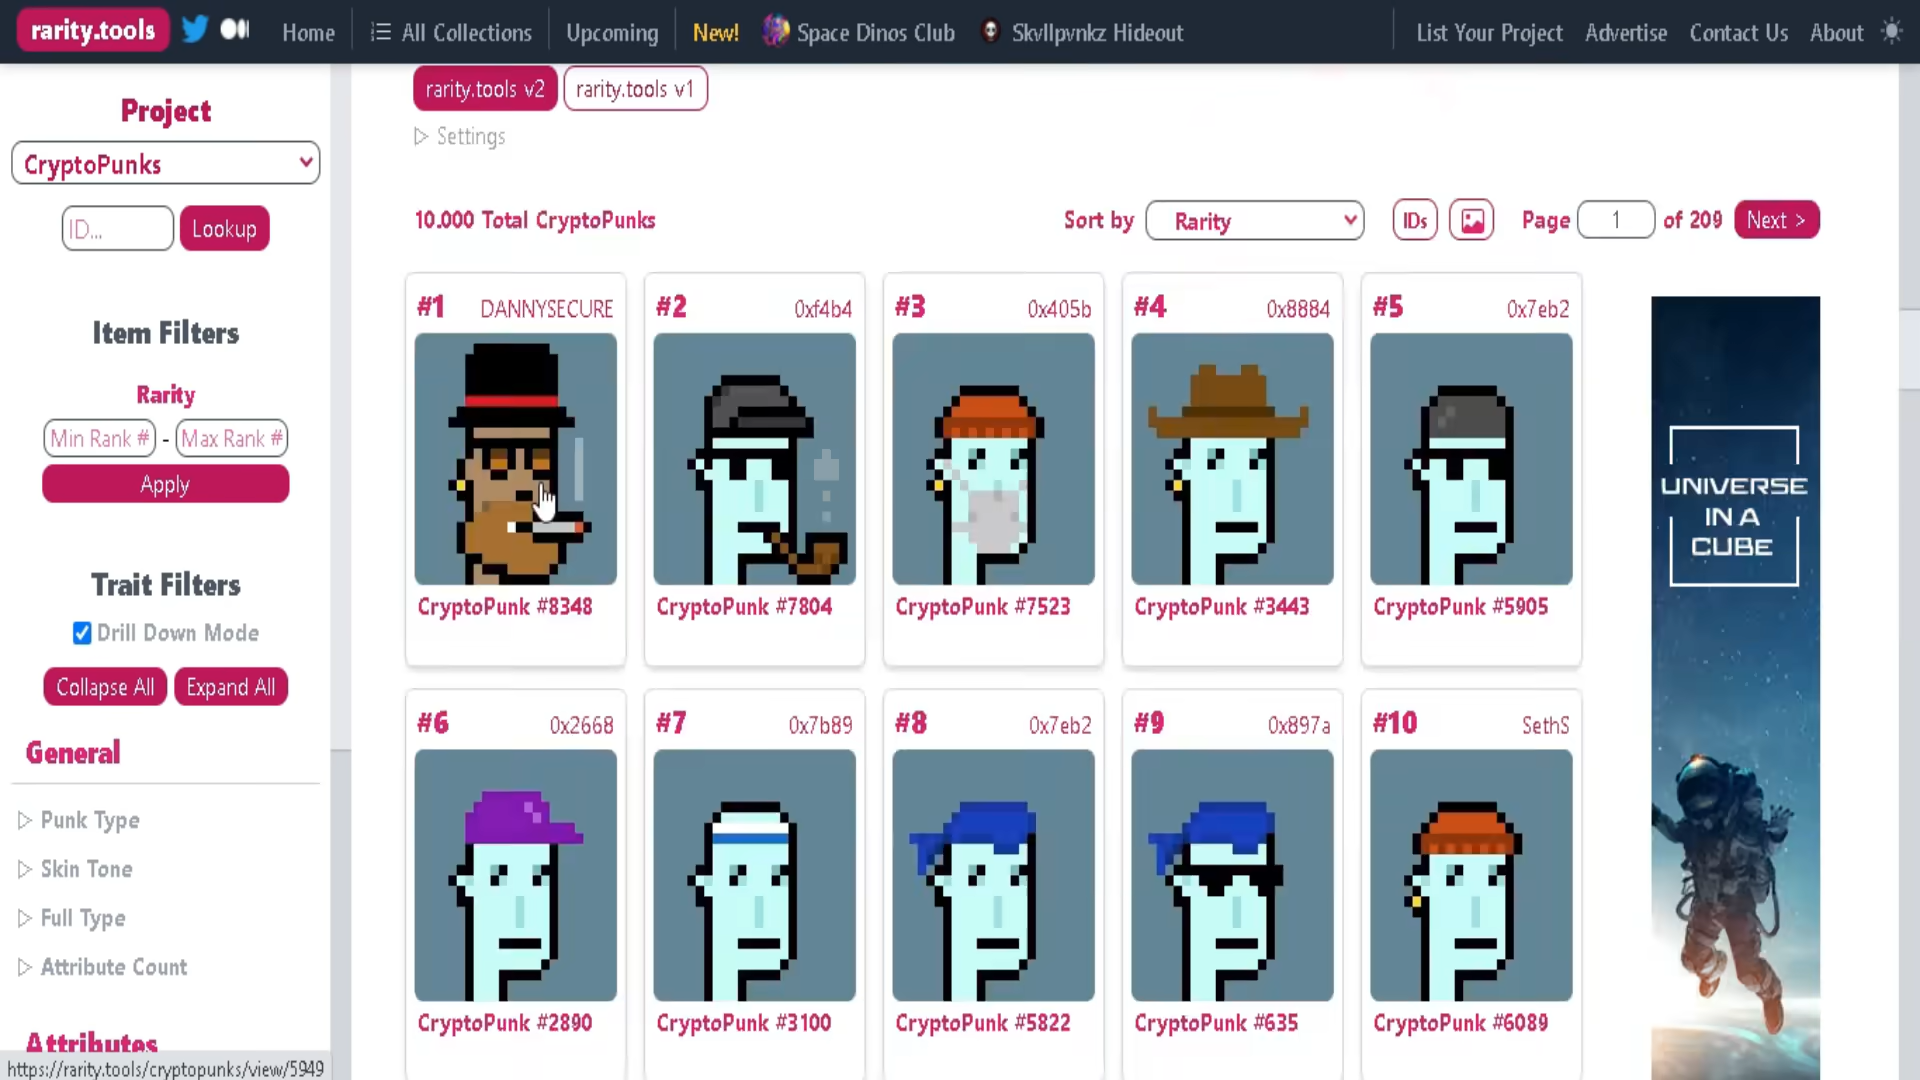 rarity.tools Home All Collections Upcoming New! Space Dinos Club Skvllpvnkz Hideout List Your Project Advertise Contact Us About
rarity.tools v2 rarity.tools v1
Settings
Project
CryptoPunks
ID... Lookup
Item Filters
Rarity
Min Rank # - Max Rank #
Apply
Trait Filters
Drill Down Mode
Collapse All Expand All
General
Punk Type
Skin Tone
Full Type
Attribute Count
Attributes
https://rarity.tools/cryptopunks/view/5949
10.000 Total CryptoPunks Sort by Rarity IDs Page 1 of 209 Next >
#1 DANNYSECURE #2 0xf4b4 #3 0x405b #4 0x8884 #5 0x7eb2
CryptoPunk #8348 CryptoPunk #7804 CryptoPunk #7523 CryptoPunk #3443 CryptoPunk #5905
#6 0x2668 #7 0x7b89 #8 0x7eb2 #9 0x897a #10 SethS
CryptoPunk #2890 CryptoPunk #3100 CryptoPunk #5822 CryptoPunk #635 CryptoPunk #6089
UNIVERSE
IN A
CUBE